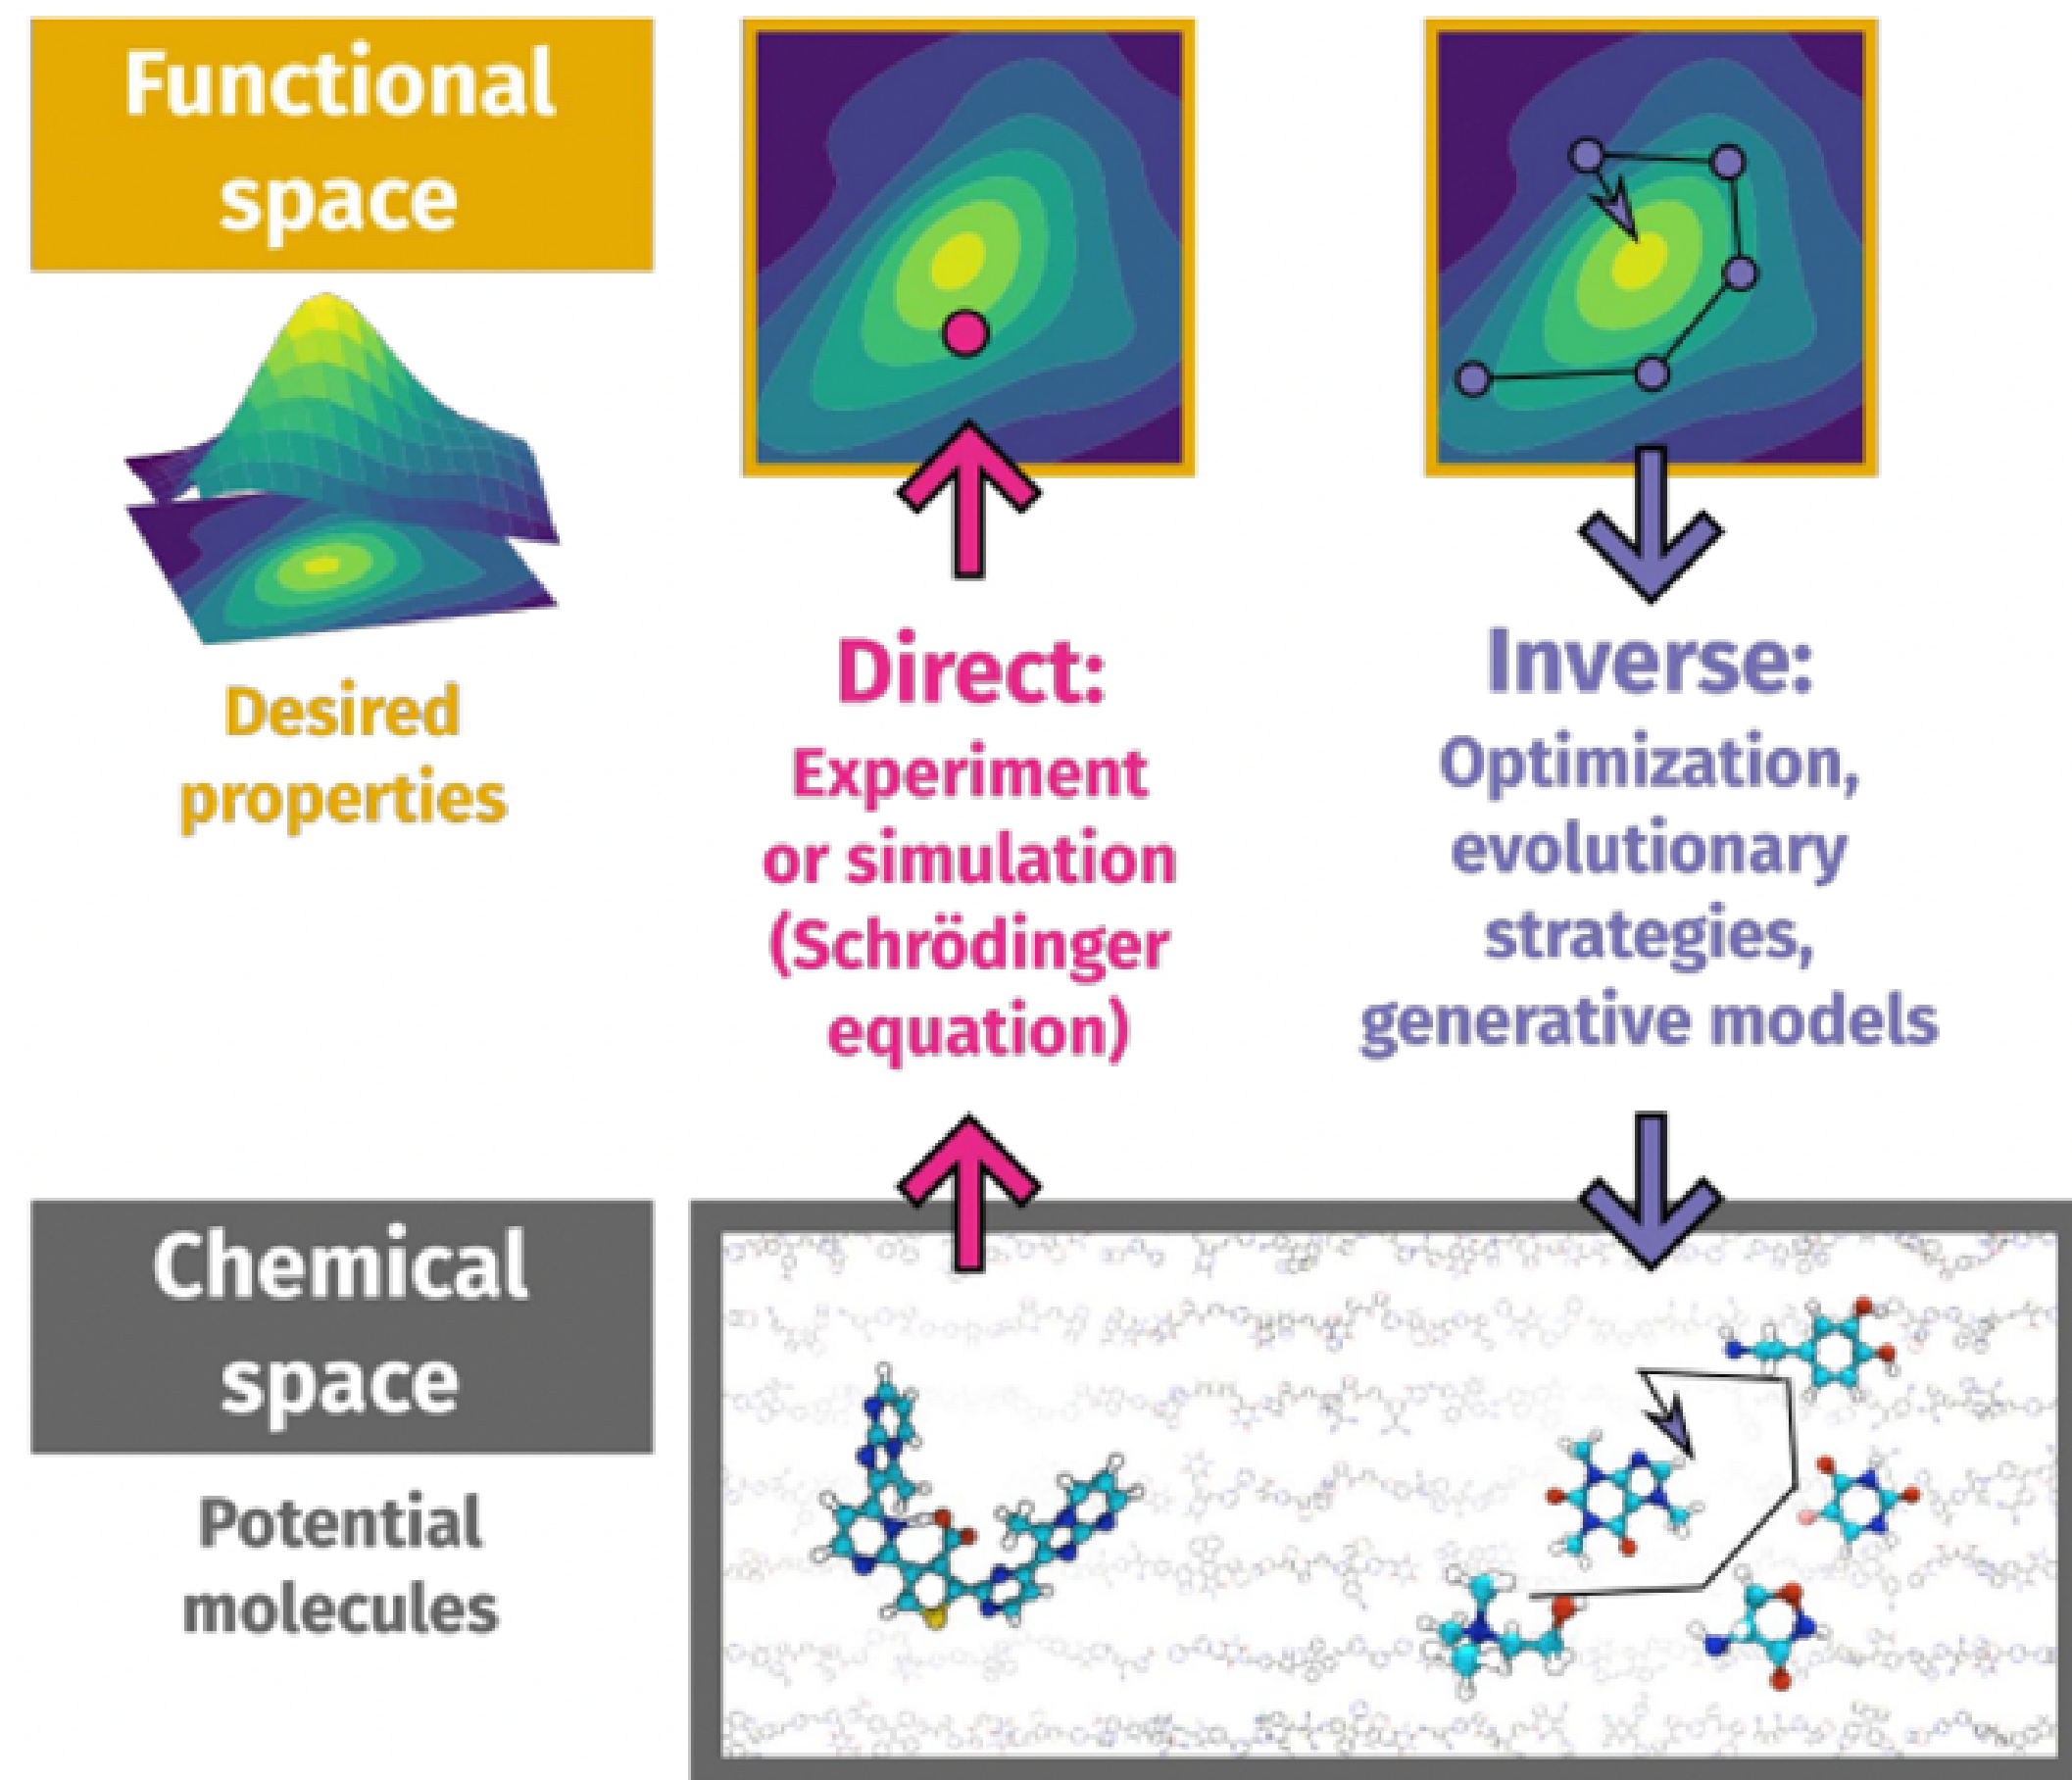 Functional
space
Desired
properties
Direct:
Experiment
or simulation
(Schrödinger
equation)
Inverse:
Optimization,
evolutionary
strategies,
generative models
Chemical
space
Potential
molecules